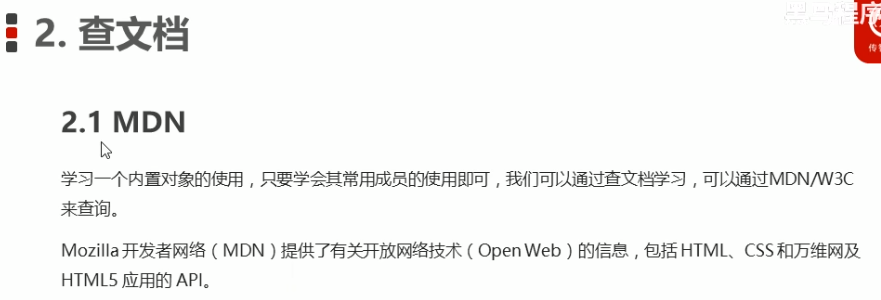 2. 查文档
2.1 MDN
学习一个内置对象的使用，只要学会其常用成员的使用即可，我们可以通过查文档学习，可以通过MDN/W3C
来查询。
Mozilla 开发者网络（MDN）提供了有关开放网络技术（Open Web）的信息，包括 HTML、CSS 和万维网及
HTML5 应用的 API。